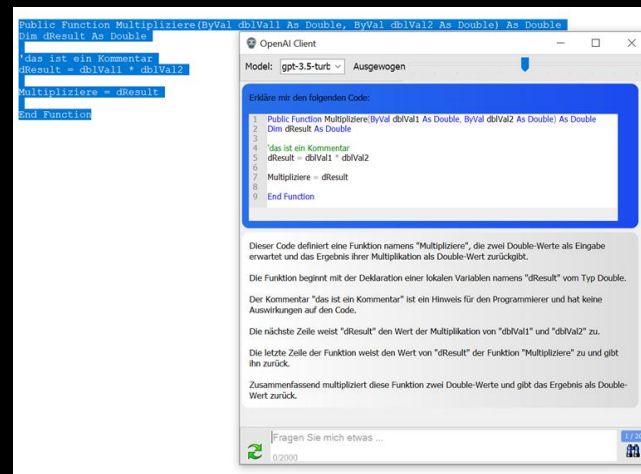 Public Function Multipliziere(ByVal dblVal1 As Double, ByVal dblVal2 As Double) As Double
Dim dResult As Double
'das ist ein Kommentar
dResult = dblVal1 * dblVal2
Multipliziere = dResult
End Function
OpenAI Client
Model: gpt-3.5-turb Ausgewogen
Erkläre mir den folgenden Code:
1 Public Function Multipliziere(ByVal dblVal1 As Double, ByVal dblVal2 As Double) As Double
2 Dim dResult As Double
3
4 'das ist ein Kommentar
5 dResult = dblVal1 * dblVal2
6
7 Multipliziere = dResult
8
9 End Function
Dieser Code definiert eine Funktion namens "Multipliziere", die zwei Double-Werte als Eingabe
erwartet und das Ergebnis ihrer Multiplikation als Double-Wert zurückgibt.
Die Funktion beginnt mit der Deklaration einer lokalen Variablen namens "dResult" vom Typ Double.
Der Kommentar "das ist ein Kommentar" ist ein Hinweis für den Programmierer und hat keine
Auswirkungen auf den Code.
Die nächste Zeile weist "dResult" den Wert der Multiplikation von "dblVal1" und "dblVal2" zu.
Die letzte Zeile der Funktion weist den Wert von "dResult" der Funktion "Multipliziere" zu und gibt
ihn zurück.
Zusammenfassend multipliziert diese Funktion zwei Double-Werte und gibt das Ergebnis als Double-
Wert zurück.
Fragen Sie mich etwas ...
0/2000